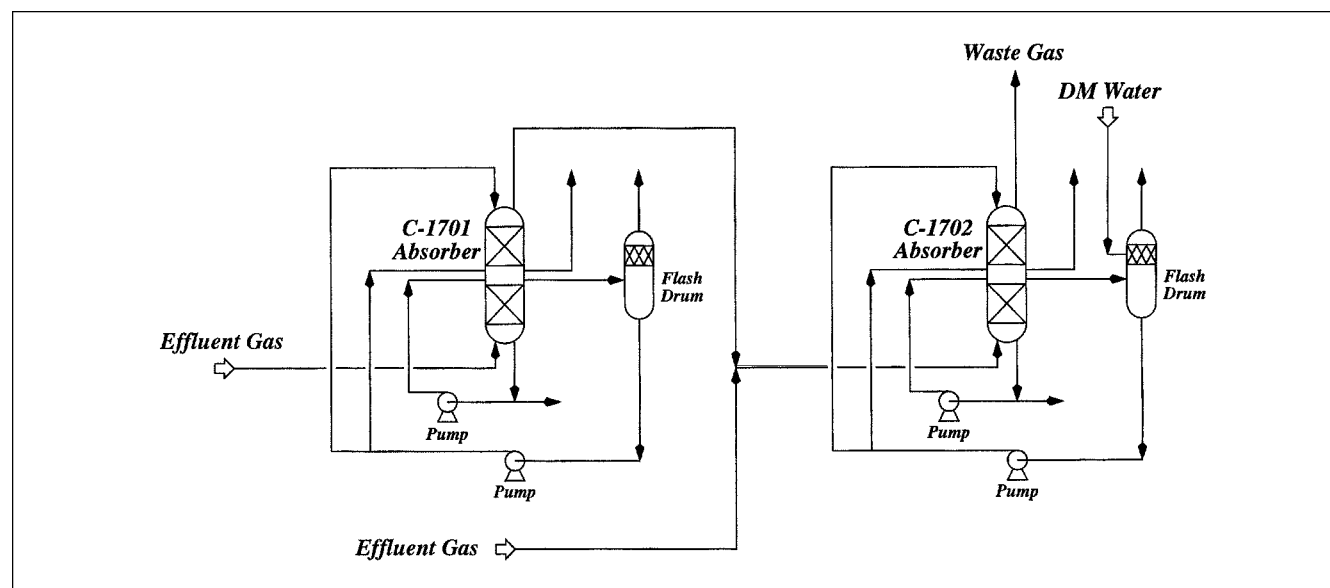 Waste Gas
DM Water
C-1701
Absorber
Flash
Drum
Effluent Gas
Pump
Pump
Effluent Gas
C-1702
Absorber
Flash
Drum
Pump
Pump